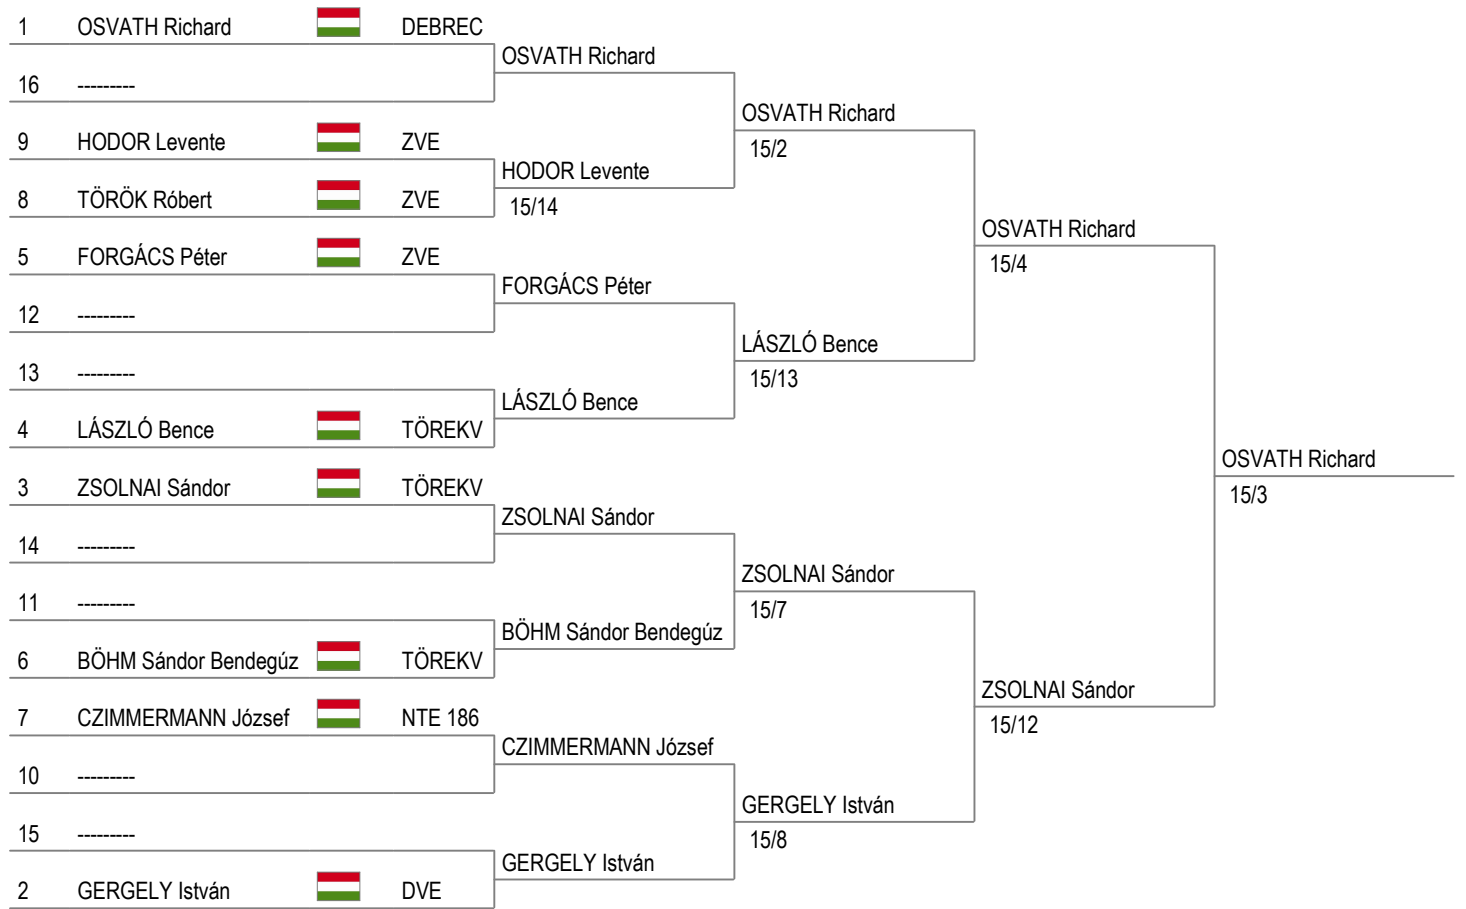 1 OSVATH Richard DEBREC
16 ---------
9 HODOR Levente ZVE
8 TÖRÖK Róbert ZVE
5 FORGÁCS Péter ZVE
12 ---------
13 ---------
4 LÁSZLÓ Bence TÖREKV
3 ZSOLNAI Sándor TÖREKV
14 ---------
11 ---------
6 BÖHM Sándor Bendegúz TÖREKV
7 CZIMMERMANN József NTE 186
10 ---------
15 ---------
2 GERGELY István DVE
OSVATH Richard
HODOR Levente
15/14
FORGÁCS Péter
LÁSZLÓ Bence
ZSOLNAI Sándor
BÖHM Sándor Bendegúz
CZIMMERMANN József
GERGELY István
OSVATH Richard
15/2
LÁSZLÓ Bence
15/13
ZSOLNAI Sándor
15/7
GERGELY István
15/8
OSVATH Richard
15/4
ZSOLNAI Sándor
15/12
OSVATH Richard
15/3